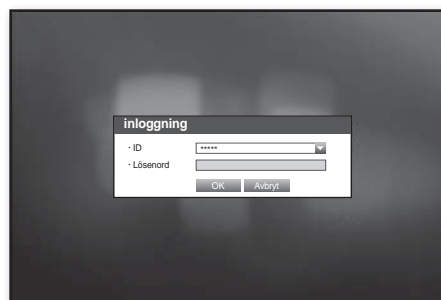 inloggning
· ID
*****
· Lösenord
OK Avbryt